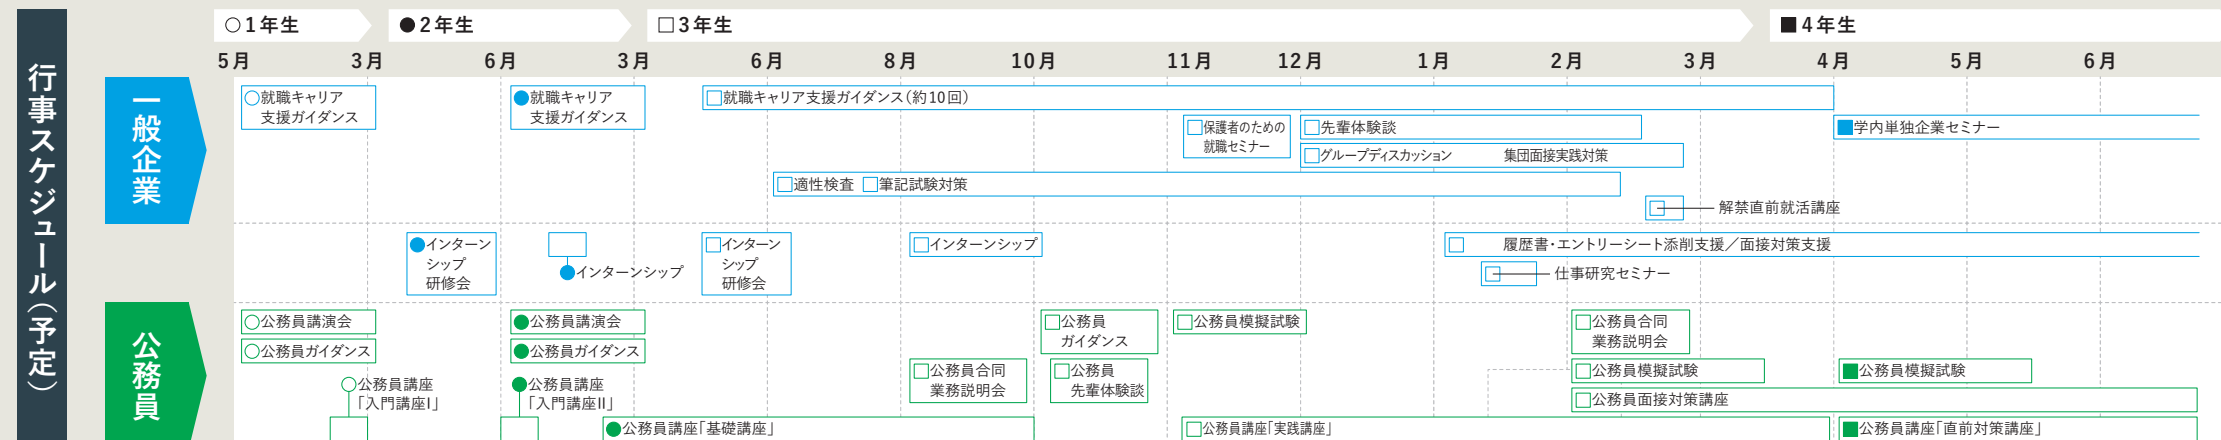 行事スケジュール(予定)
○1年生
●2年生
□3年生
■4年生
5月
3月
6月
3月
6月
8月
10月
11月
12月
1月
2月
3月
4月
5月
6月
一般企業
○就職キャリア
支援ガイダンス
●就職キャリア
支援ガイダンス
□就職キャリア支援ガイダンス(約10回)
□保護者のための
就職セミナー
□先輩体験談
■学内単独企業セミナー
□グループディスカッション 集団面接実践対策
□適性検査 □筆記試験対策
□解禁直前就活講座
●インターン
シップ
研修会
●インターンシップ
□インターン
シップ
研修会
□インターンシップ
□履歴書・エントリーシート添削支援/面接対策支援
□仕事研究セミナー
公務員
○公務員講演会
●公務員講演会
□公務員
ガイダンス
□公務員模擬試験
□公務員合同
業務説明会
○公務員ガイダンス
●公務員ガイダンス
□公務員合同
業務説明会
□公務員
先輩体験談
□公務員模擬試験
■公務員模擬試験
○公務員講座
「入門講座I」
●公務員講座
「入門講座II」
□公務員面接対策講座
●公務員講座「基礎講座」
□公務員講座「実践講座」
■公務員講座「直前対策講座」